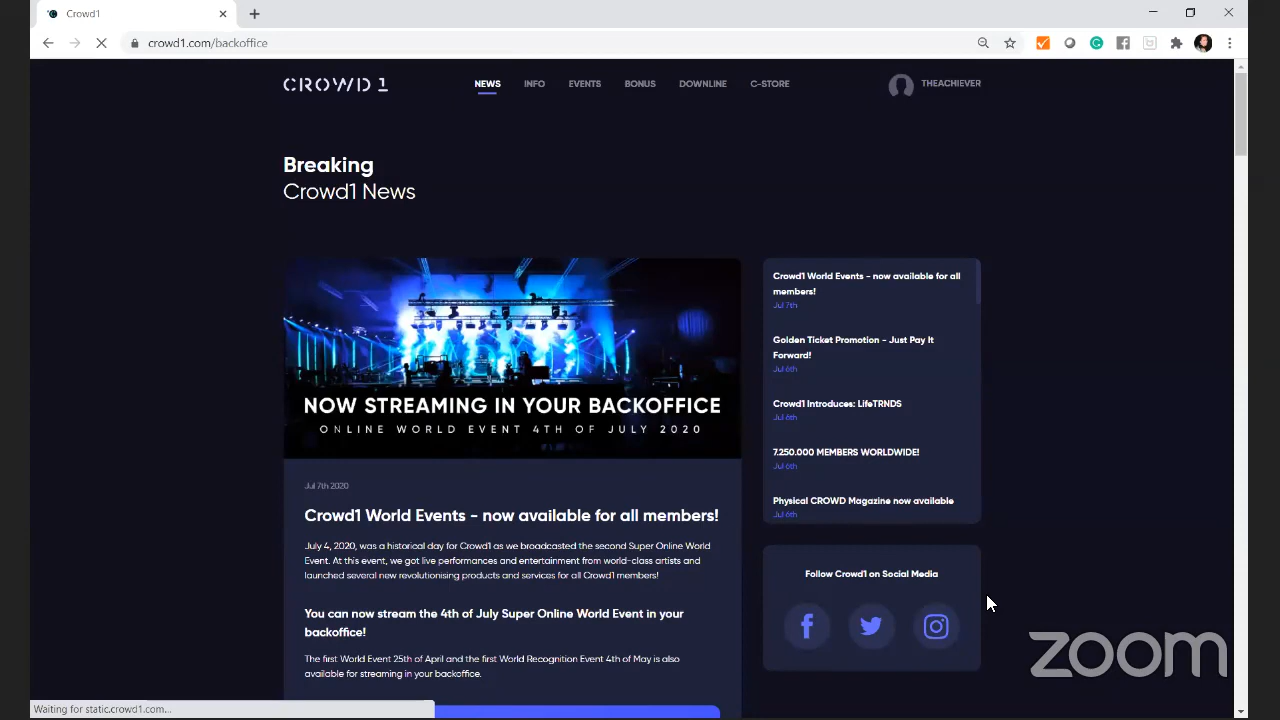 Crowd1
crowd1.com/backoffice
CROWD 1
NEWS
INFO
EVENTS
BONUS
DOWNLINE
C-STORE
THEACHIEVER
Breaking
Crowd1 News
NOW STREAMING IN YOUR BACKOFFICE
ONLINE WORLD EVENT 4TH OF JULY 2020
Jul 7th 2020
Crowd1 World Events - now available for all members!
July 4, 2020, was a historical day for Crowd1 as we broadcasted the second Super Online World
Event. At this event, we got live performances and entertainment from world-class artists and
launched several new revolutionising products and services for all Crowd1 members!
You can now stream the 4th of July Super Online World Event in your
backoffice!
The first World Event 25th of April and the first World Recognition Event 4th of May is also
available for streaming in your backoffice.
Crowd1 World Events - now available for all
members!
Jul 7th
Golden Ticket Promotion - Just Pay It
Forward!
Jul 6th
Crowd1 Introduces: LifeTRNDS
Jul 6th
7.250.000 MEMBERS WORLDWIDE!
Jul 6th
Physical CROWD Magazine now available
Jul 6th
Follow Crowd1 on Social Media
zoom
Waiting for static.crowd1.com...